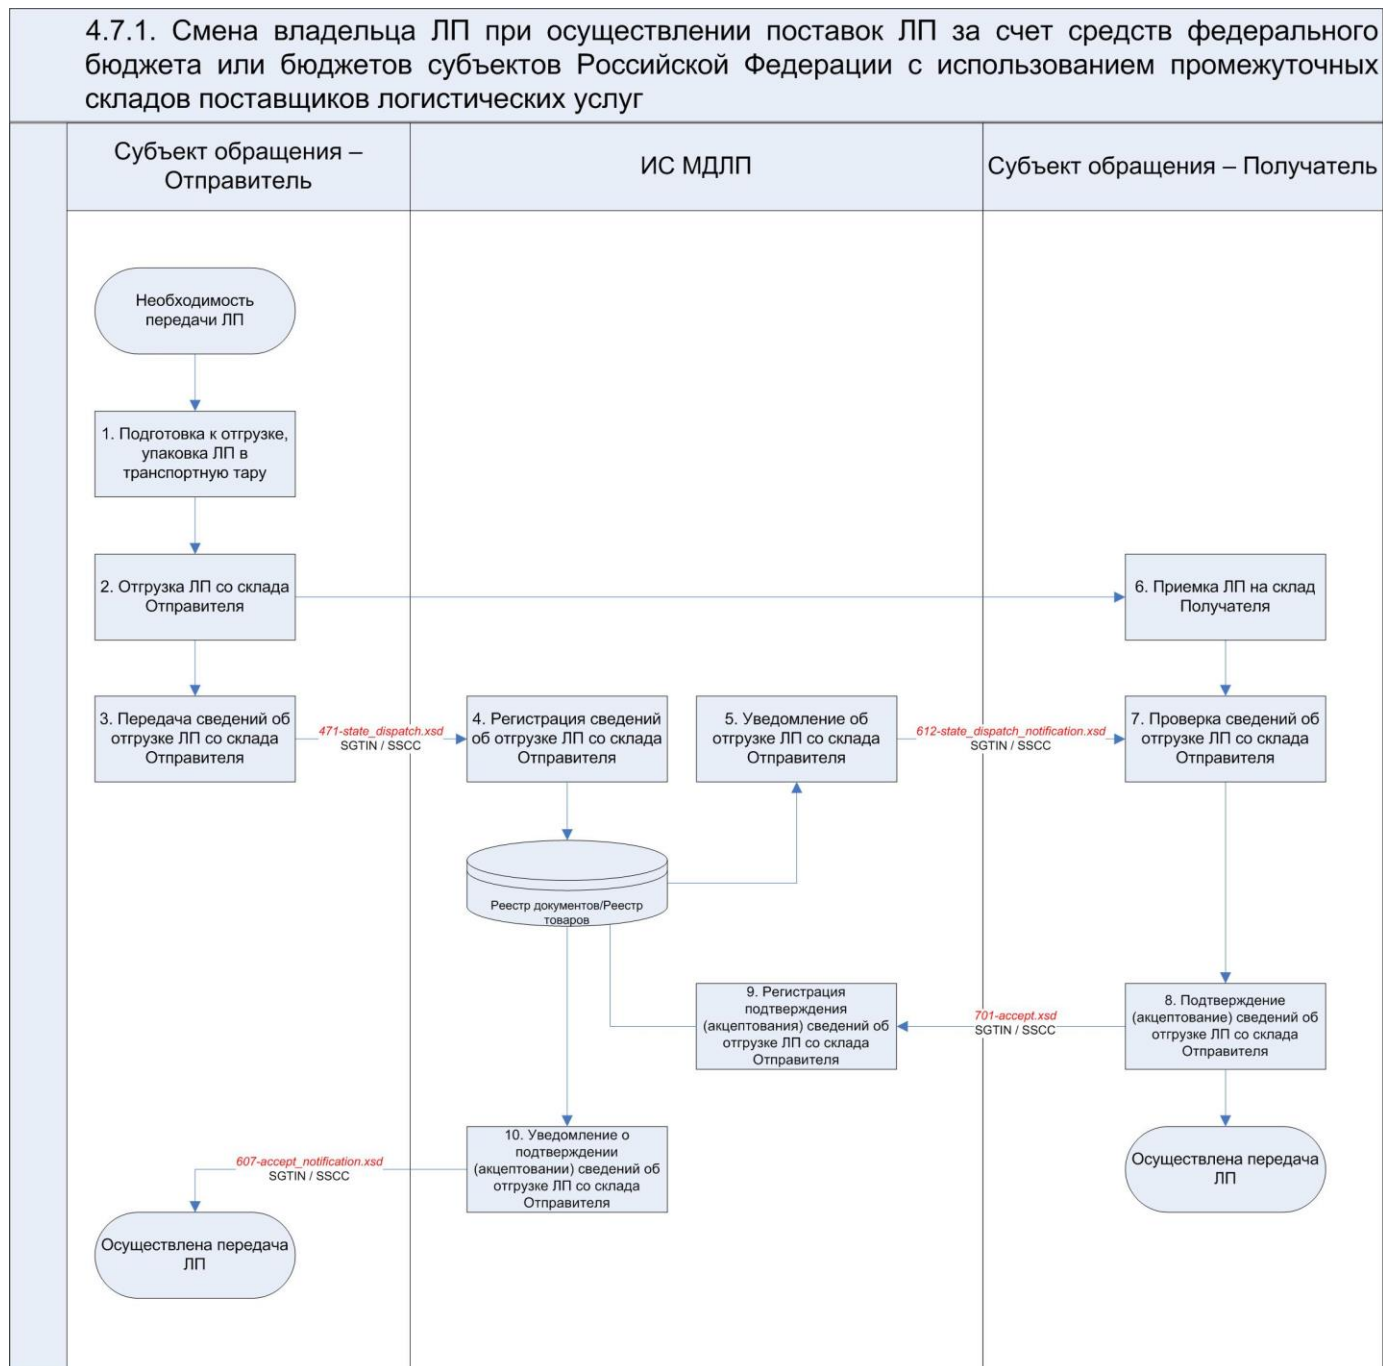 4.7.1. Смена владельца ЛП при осуществлении поставок ЛП за счет средств федерального
бюджета или бюджетов субъектов Российской Федерации с использованием промежуточных
складов поставщиков логистических услуг
Субъект обращения –
Отправитель
ИС МДЛП
Субъект обращения – Получатель
Необходимость
передачи ЛП
1. Подготовка к отгрузке,
упаковка ЛП в
транспортную тару
2. Отгрузка ЛП со склада
Отправителя
6. Приемка ЛП на склад
Получателя
3. Передача сведений об
отгрузке ЛП со склада
Отправителя
471-state_dispatch.xsd
SGTIN / SSCC
4. Регистрация сведений
об отгрузке ЛП со склада
Отправителя
5. Уведомление об
отгрузке ЛП со склада
Отправителя
612-state_dispatch_notification.xsd
SGTIN / SSCC
7. Проверка сведений об
отгрузке ЛП со склада
Отправителя
Реестр документов/Реестр
товаров
9. Регистрация
подтверждения
(акцептования) сведений об
отгрузке ЛП со склада
Отправителя
701-accept.xsd
SGTIN / SSCC
8. Подтверждение
(акцептование) сведений об
отгрузке ЛП со склада
Отправителя
10. Уведомление о
подтверждении
(акцептовании) сведений об
отгрузке ЛП со склада
Отправителя
607-accept_notification.xsd
SGTIN / SSCC
Осуществлена передача
ЛП
Осуществлена передача
ЛП